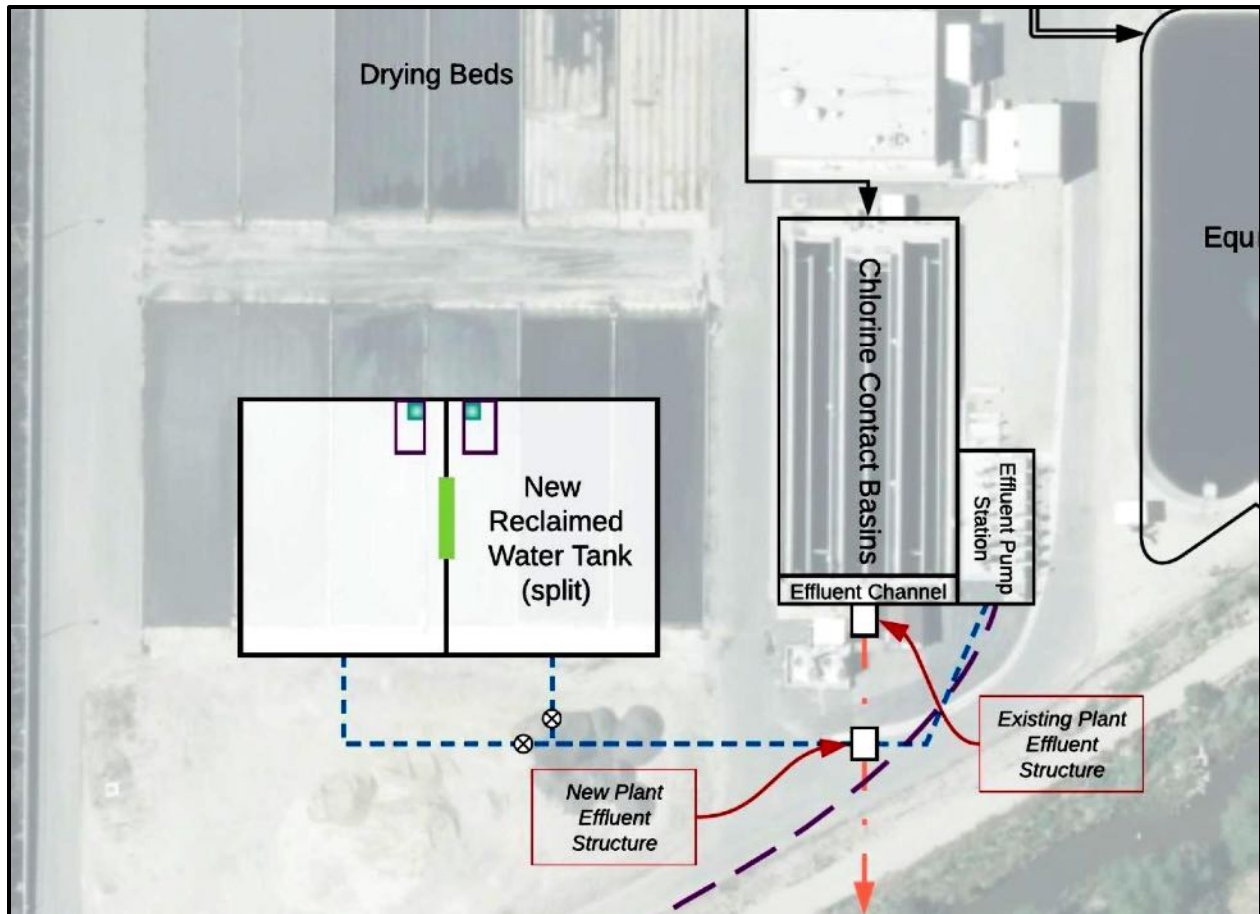 Drying Beds
Equ
Chlorine Contact Basins
Effluent Pump
Station
New
Reclaimed
Water Tank
(split)
Effluent Channel
Existing Plant
Effluent
Structure
New Plant
Effluent
Structure